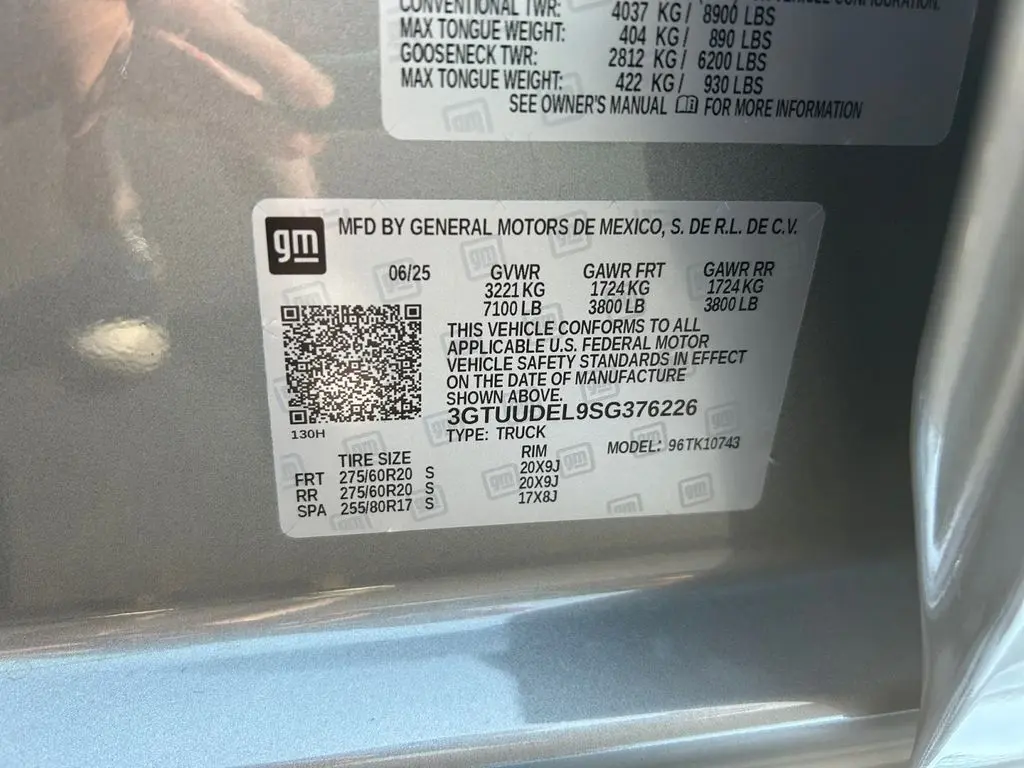 CONVENTIONAL TWR: 4037 KG/ 8900 LBS
MAX TONGUE WEIGHT: 404 KG/ 890 LBS
GOOSENECK TWR: 2812 KG/ 6200 LBS
MAX TONGUE WEIGHT: 422 KG/ 930 LBS
SEE OWNER'S MANUAL FOR MORE INFORMATION
gm MFD BY GENERAL MOTORS DE MEXICO, S. DE R.L. DE C.V.
06/25 GVWR GAWR FRT GAWR RR
3221 KG 1724 KG 1724 KG
7100 LB 3800 LB 3800 LB
THIS VEHICLE CONFORMS TO ALL
APPLICABLE U.S. FEDERAL MOTOR
VEHICLE SAFETY STANDARDS IN EFFECT
ON THE DATE OF MANUFACTURE
SHOWN ABOVE.
3GTUUDEL9SG376226
130H TYPE: TRUCK MODEL: 96TK10743
TIRE SIZE RIM
FRT 275/60R20 S 20X9J
RR 275/60R20 S 20X9J
SPA 255/80R17 S 17X8J